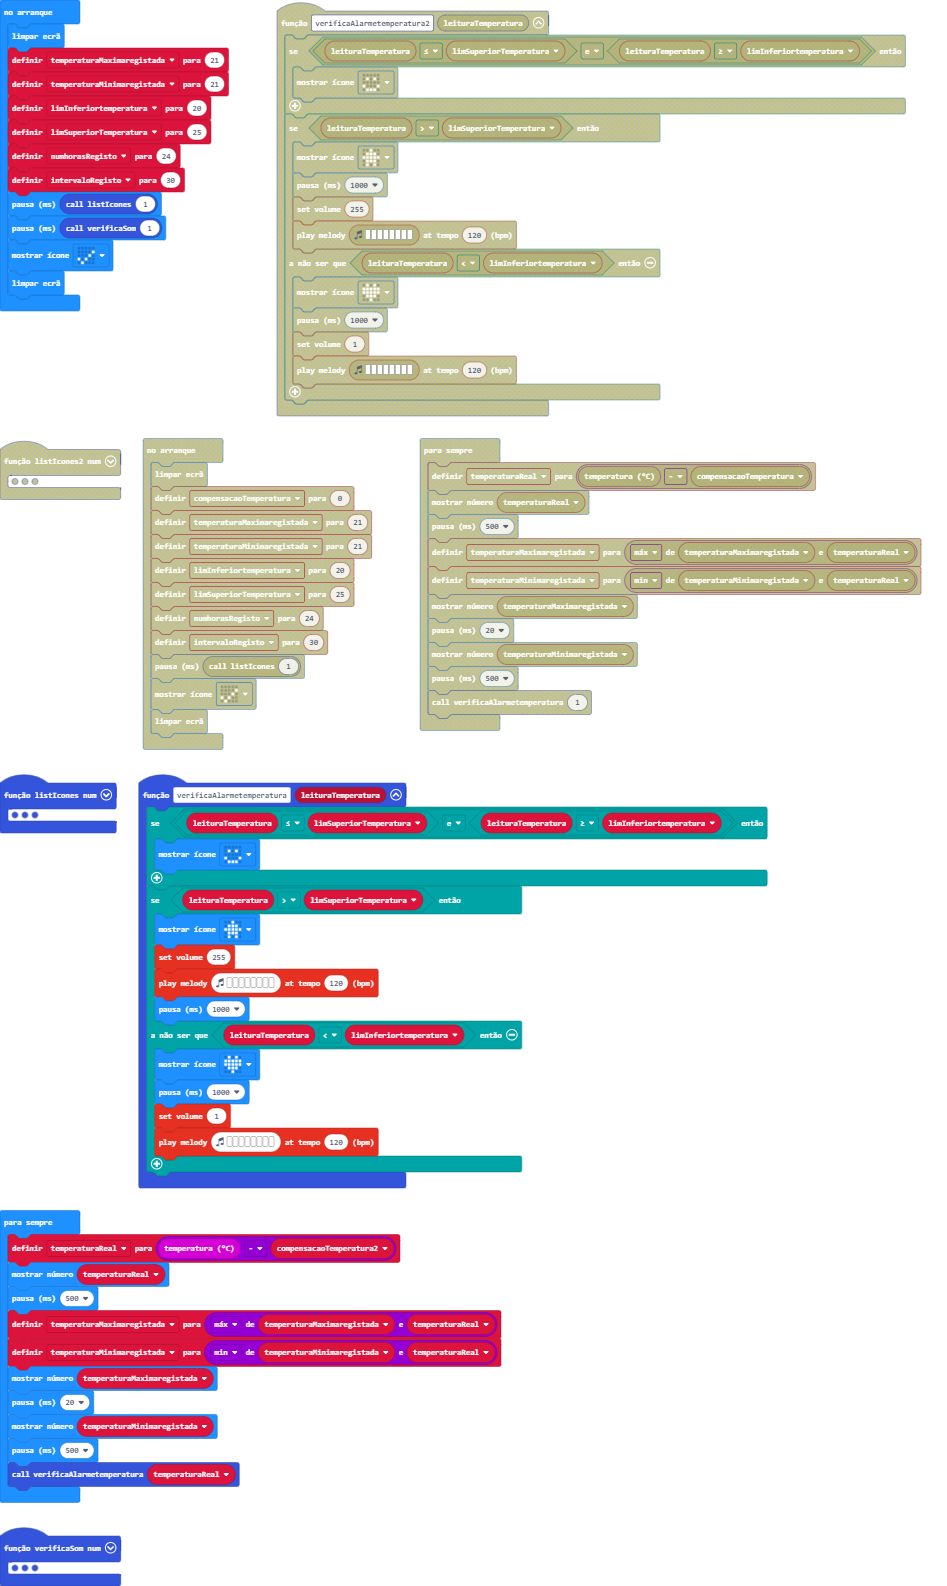 no arranque
limpar ecrã
definir temperaturaMaximaregistada para 21
definir temperaturaMinimaregistada para 21
definir limInferiortemperatura para 20
definir limSuperiorTemperatura para 25
definir numhorasRegisto para 24
definir intervaloRegisto para 30
pausa (ms) call listIcones 1
pausa (ms) call verificaSom 1
mostrar ícone
limpar ecrã
função verificaAlarmetemperatura2 leituraTemperatura
se leituraTemperatura ≤ limSuperiorTemperatura e leituraTemperatura ≥ limInferiortemperatura então
mostrar ícone
se leituraTemperatura > limSuperiorTemperatura então
mostrar ícone
pausa (ms) 1000
set volume 255
play melody at tempo 120 (bpm)
a não ser que leituraTemperatura < limInferiortemperatura então
mostrar ícone
pausa (ms) 1000
set volume 1
play melody at tempo 120 (bpm)
função listIcones2 num
no arranque
limpar ecrã
definir compensacaoTemperatura para 0
definir temperaturaMaximaregistada para 21
definir temperaturaMinimaregistada para 21
definir limInferiortemperatura para 20
definir limSuperiorTemperatura para 25
definir numhorasRegisto para 24
definir intervaloRegisto para 30
pausa (ms) call listIcones 1
mostrar ícone
limpar ecrã
para sempre
definir temperaturaReal para temperatura (°C) - compensacaoTemperatura
mostrar número temperaturaReal
pausa (ms) 500
definir temperaturaMaximaregistada para máx de temperaturaMaximaregistada e temperaturaReal
definir temperaturaMinimaregistada para min de temperaturaMinimaregistada e temperaturaReal
mostrar número temperaturaMaximaregistada
pausa (ms) 20
mostrar número temperaturaMinimaregistada
pausa (ms) 500
call verificaAlarmetemperatura 1
função listIcones num
função verificaAlarmetemperatura leituraTemperatura
se leituraTemperatura ≤ limSuperiorTemperatura e leituraTemperatura ≥ limInferiortemperatura então
mostrar ícone
se leituraTemperatura > limSuperiorTemperatura então
mostrar ícone
set volume 255
play melody at tempo 120 (bpm)
pausa (ms) 1000
a não ser que leituraTemperatura < limInferiortemperatura então
mostrar ícone
pausa (ms) 1000
set volume 1
play melody at tempo 120 (bpm)
para sempre
definir temperaturaReal para temperatura (°C) - compensacaoTemperatura2
mostrar número temperaturaReal
pausa (ms) 500
definir temperaturaMaximaregistada para máx de temperaturaMaximaregistada e temperaturaReal
definir temperaturaMinimaregistada para min de temperaturaMinimaregistada e temperaturaReal
mostrar número temperaturaMaximaregistada
pausa (ms) 20
mostrar número temperaturaMinimaregistada
pausa (ms) 500
call verificaAlarmetemperatura temperaturaReal
função verificaSom num